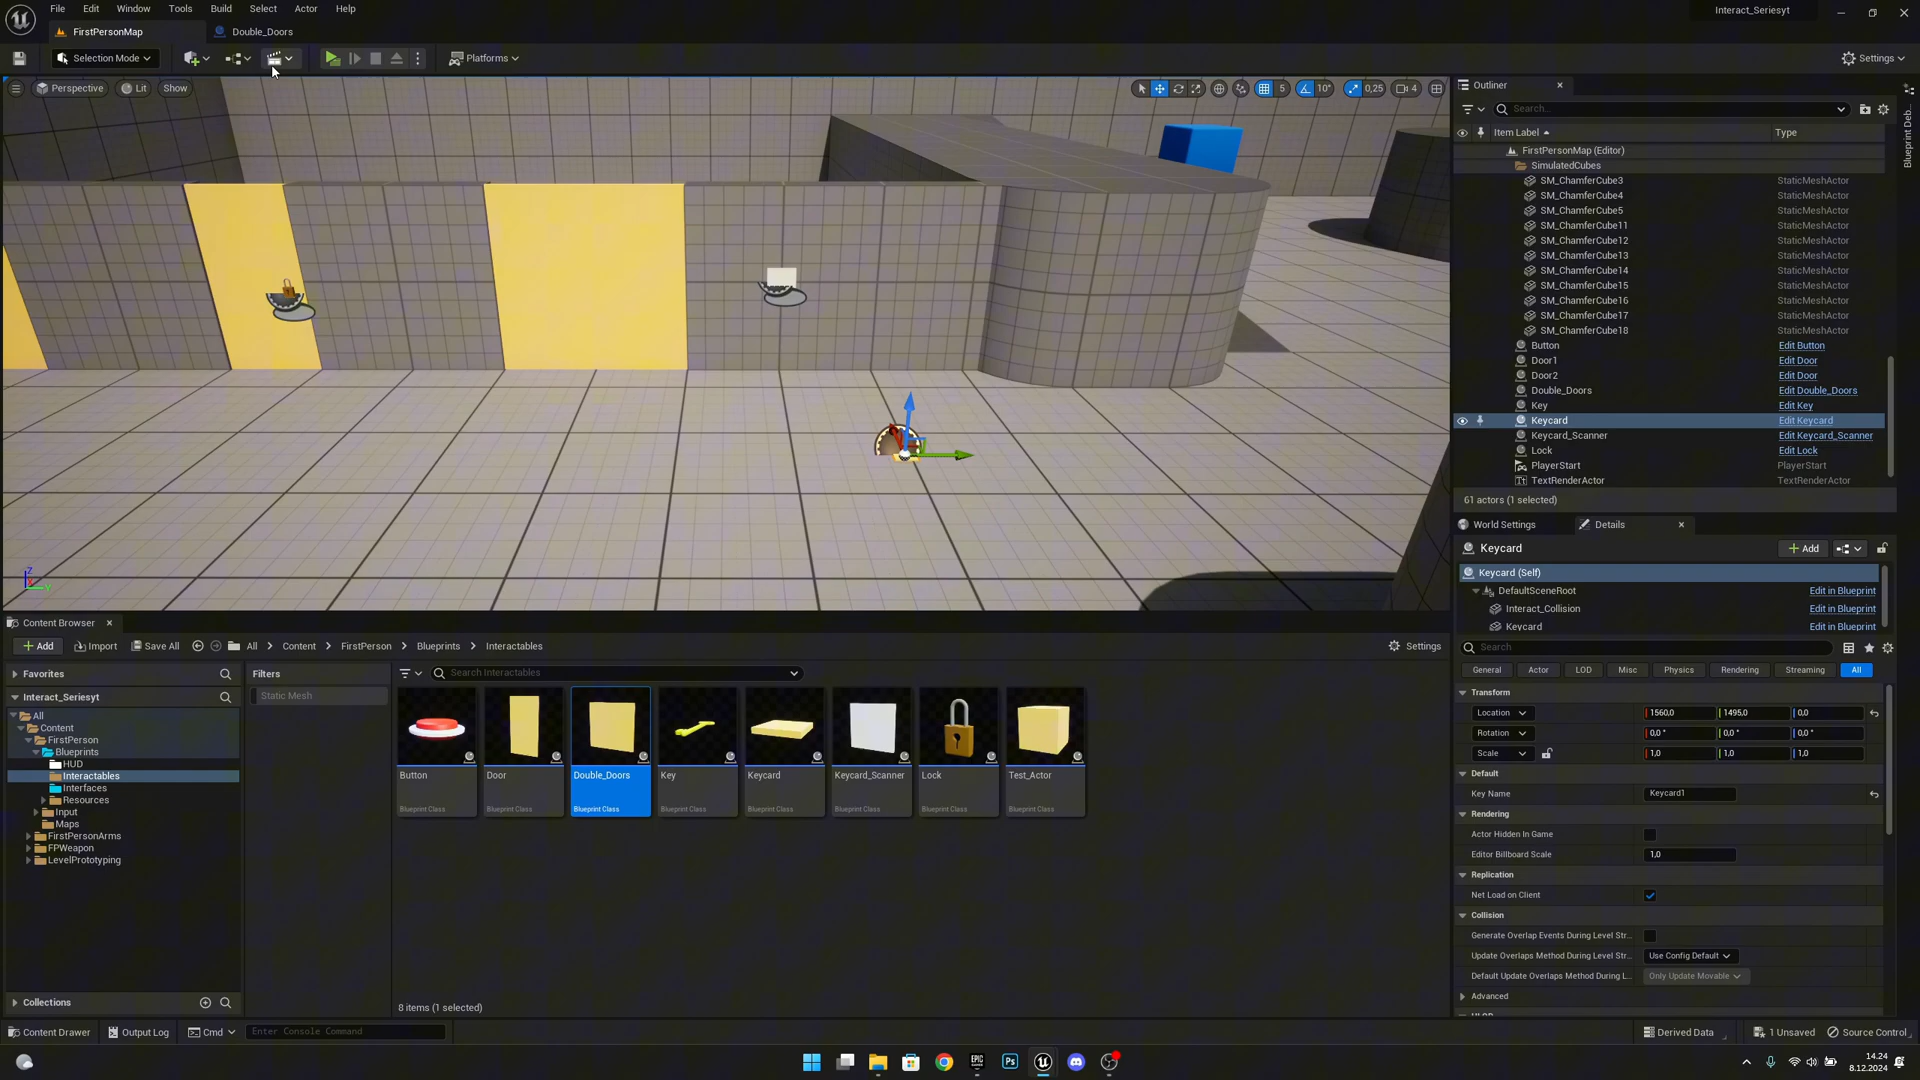 File Edit Window Tools Build Select Actor Help
Interact_Seriesyt
FirstPersonMap
Double_Doors
Selection Mode
Platforms
Settings
Perspective
Lit
Show
5
10°
0,25
4
Outliner
Search...
Item Label
Type
FirstPersonMap (Editor)
SimulatedCubes
SM_ChamferCube3 StaticMeshActor
SM_ChamferCube4 StaticMeshActor
SM_ChamferCube5 StaticMeshActor
SM_ChamferCube11 StaticMeshActor
SM_ChamferCube12 StaticMeshActor
SM_ChamferCube13 StaticMeshActor
SM_ChamferCube14 StaticMeshActor
SM_ChamferCube15 StaticMeshActor
SM_ChamferCube16 StaticMeshActor
SM_ChamferCube17 StaticMeshActor
SM_ChamferCube18 StaticMeshActor
Button Edit Button
Door1 Edit Door
Door2 Edit Door
Double_Doors Edit Double_Doors
Key Edit Key
Keycard Edit Keycard
Keycard_Scanner Edit Keycard_Scanner
Lock Edit Lock
PlayerStart PlayerStart
TextRenderActor TextRenderActor
61 actors (1 selected)
Blueprint Deb..
World Settings
Details
Keycard
Add
Keycard (Self)
DefaultSceneRoot Edit in Blueprint
Interact_Collision Edit in Blueprint
Keycard Edit in Blueprint
Search
General Actor LOD Misc Physics Rendering Streaming All
Transform
Location 1560,0 1495,0 0,0
Rotation 0,0° 0,0° 0,0°
Scale 1,0 1,0 1,0
Default
Key Name Keycard1
Rendering
Actor Hidden In Game
Editor Billboard Scale 1,0
Replication
Net Load on Client
Collision
Generate Overlap Events During Level Str...
Update Overlaps Method During Level Str... Use Config Default
Default Update Overlaps Method During L... Only Update Movable
Advanced
Z
X
Y
Content Browser
Add Import Save All All Content FirstPerson Blueprints Interactables Settings
Favorites
Interact_Seriesyt
All
Content
FirstPerson
Blueprints
HUD
Interactables
Interfaces
Resources
Input
Maps
FirstPersonArms
FPWeapon
LevelPrototyping
Collections
Filters
Static Mesh
Search Interactables
Button Door Double_Doors Key Keycard Keycard_Scanner Lock Test_Actor
Blueprint Class Blueprint Class Blueprint Class Blueprint Class Blueprint Class Blueprint Class Blueprint Class Blueprint Class
8 items (1 selected)
Content Drawer Output Log Cmd Enter Console Command
Derived Data 1 Unsaved Source Control
EPIC GAMES
Ps
14.24
8.12.2024